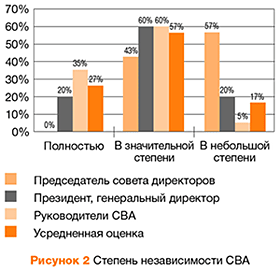 70%
60%
50%
40%
30%
20%
10%
0%
0%
20%
35%
27%
43%
60%
60%
57%
57%
20%
5%
17%
Полностью
В значительной
степени
В небольшой
степени
Председатель совета директоров
Президент, генеральный директор
Руководители СВА
Усредненная оценка
Рисунок 2 Степень независимости СВА